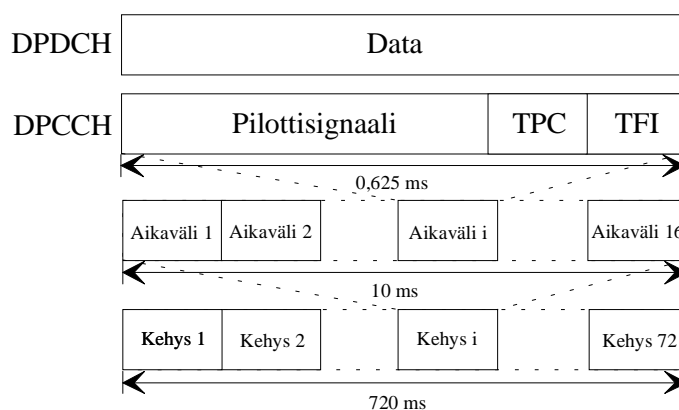 DPDCH Data
DPCCH Pilottisignaali TPC TFI
0,625 ms
Aikaväli 1 Aikaväli 2 Aikaväli i Aikaväli 16
10 ms
Kehys 1 Kehys 2 Kehys i Kehys 72
720 ms